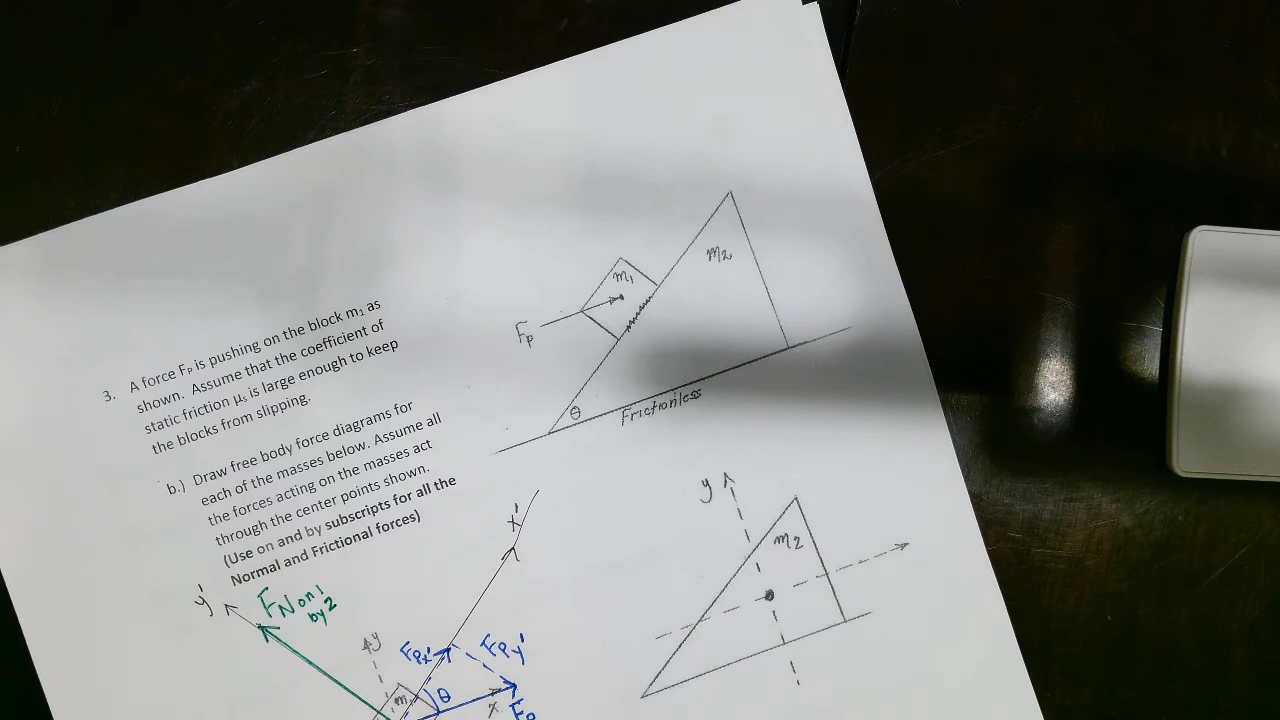 3. A force Fₚ is pushing on the block m₁ as
shown. Assume that the coefficient of
static friction μₛ is large enough to keep
the blocks from slipping.
b.) Draw free body force diagrams for
each of the masses below. Assume all
the forces acting on the masses act
through the center points shown.
(Use on and by subscripts for all the
Normal and Frictional forces)
m₁
m₂
Fₚ
θ
Frictionless
y
m₂
x'
y'
F N on 1
by 2
y
Fₚₓ'
Fₚᵧ'
m
θ
x